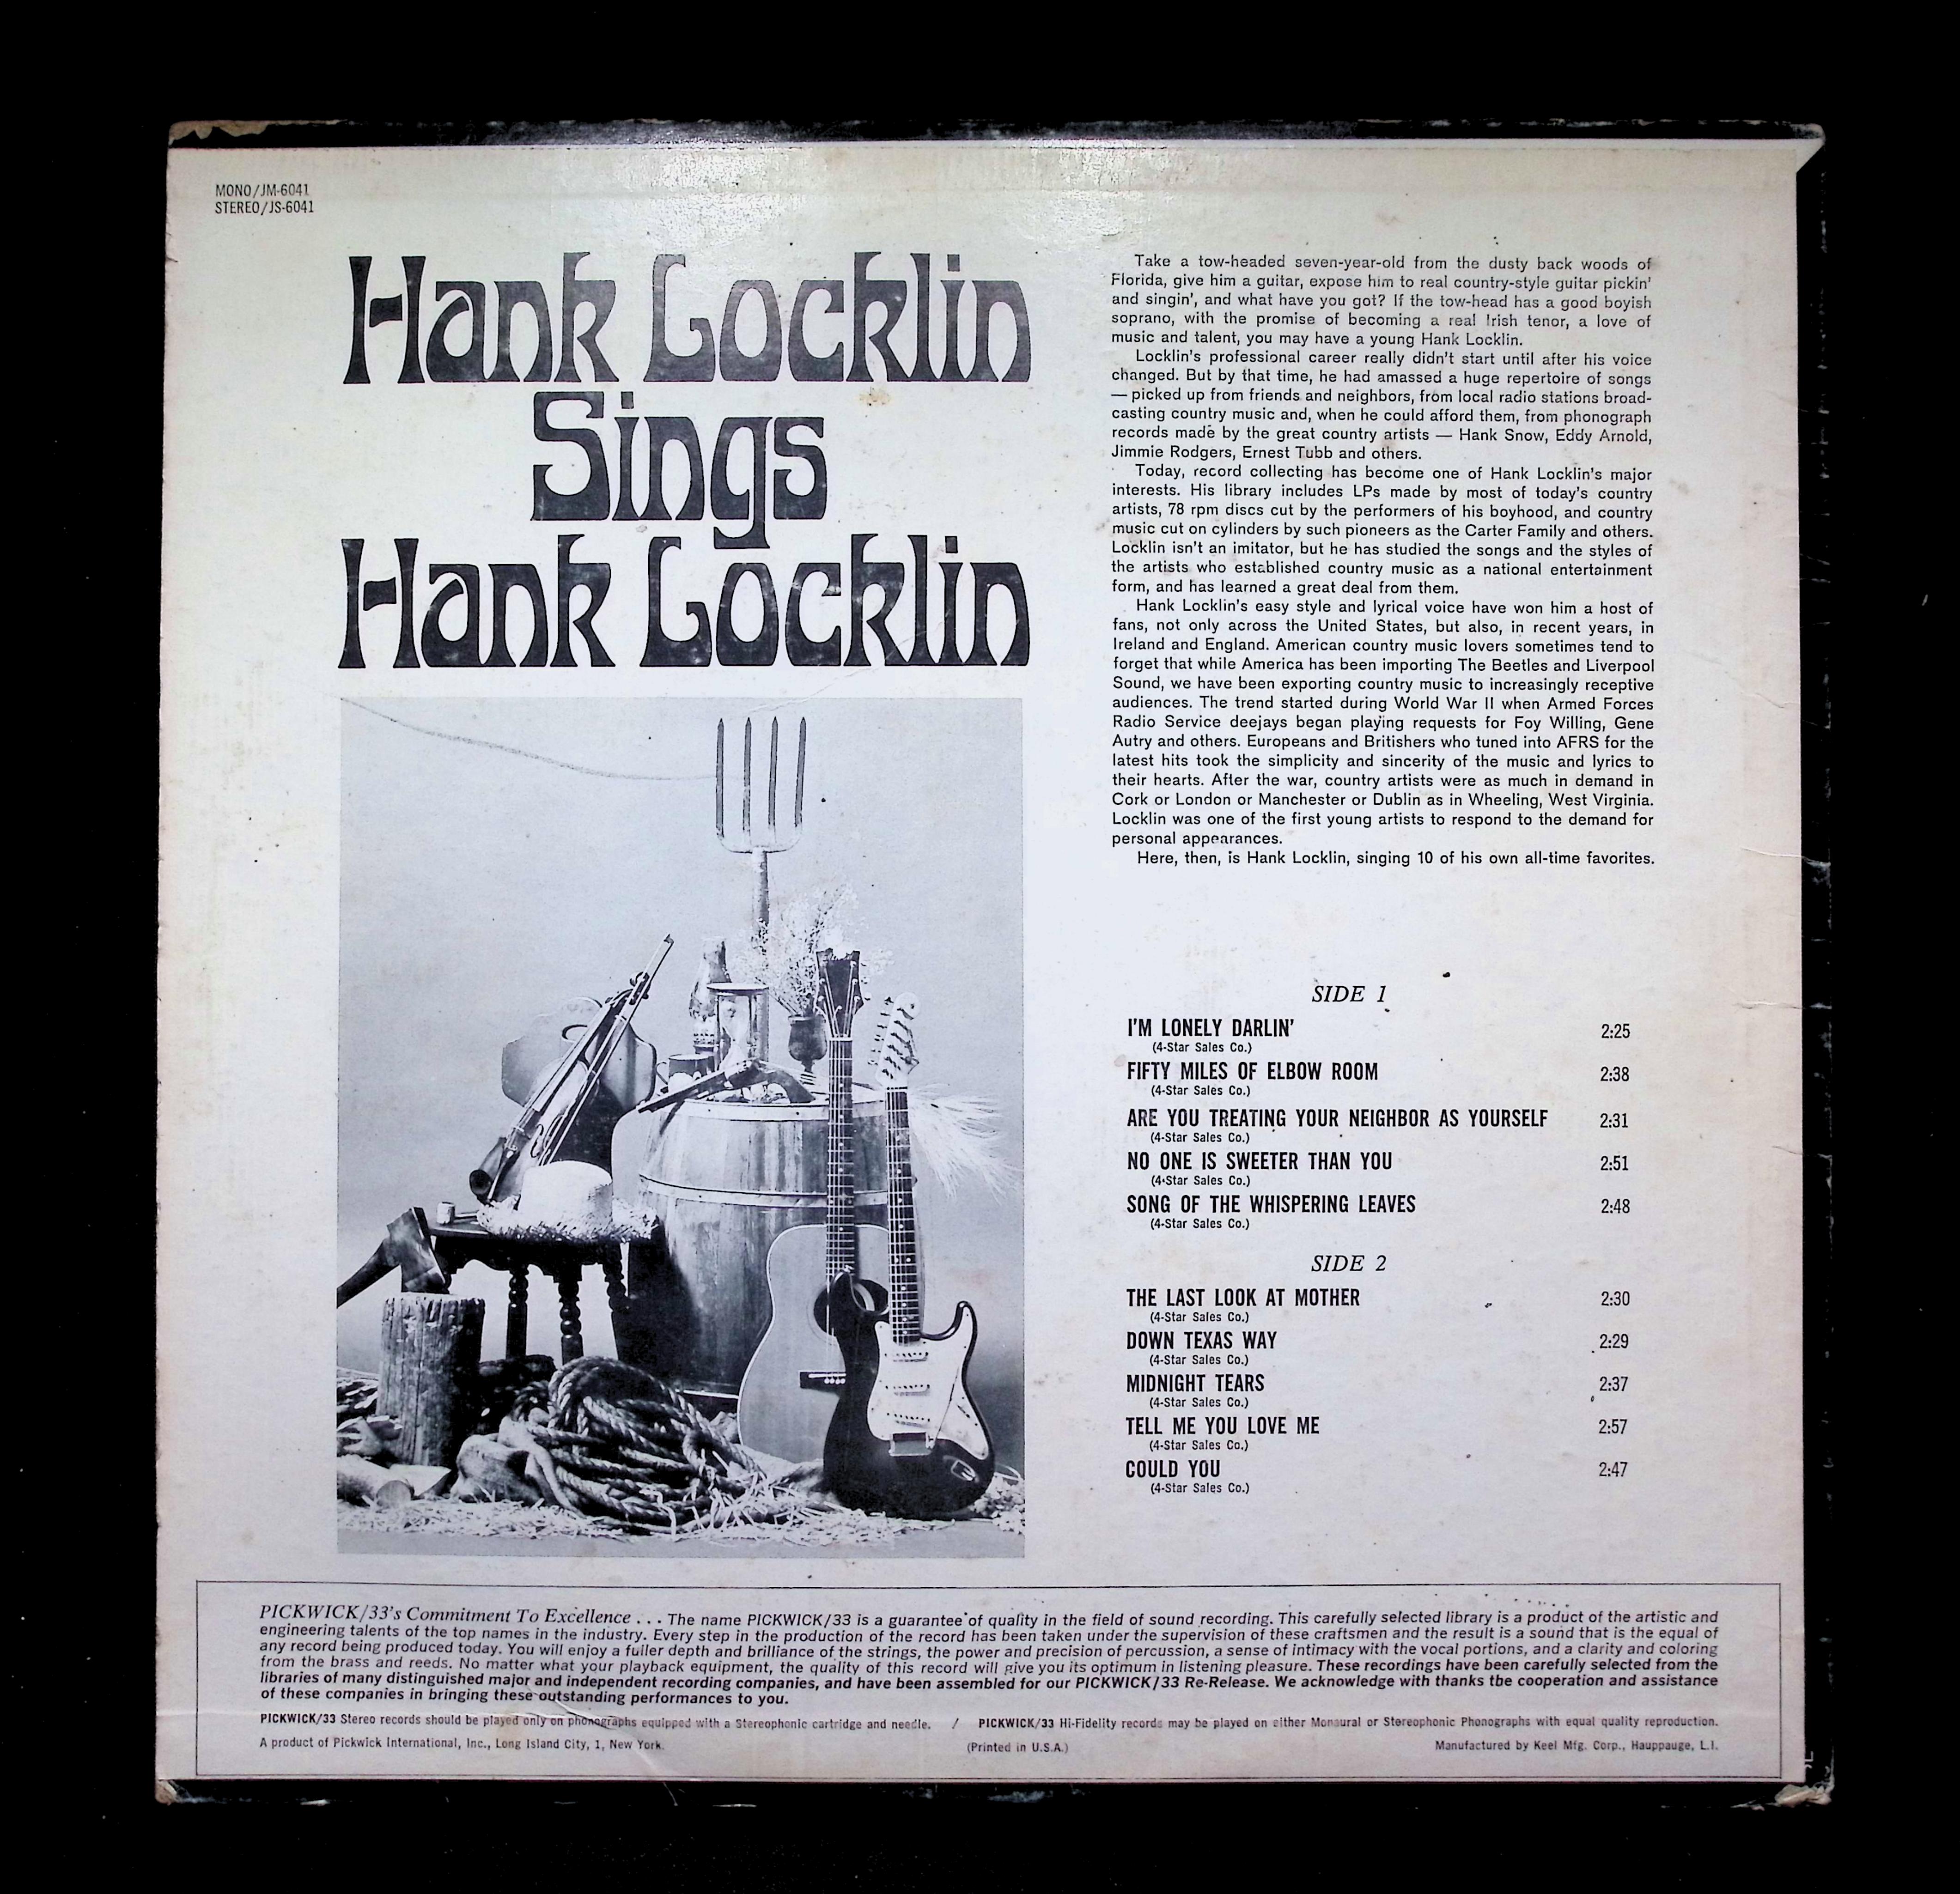 MONO/JM-6041
STEREO/JS-6041
Hank Locklin
Sings
Hank Locklin
Take a tow-headed seven-year-old from the dusty back woods of
Florida, give him a guitar, expose him to real country-style guitar pickin'
and singin', and what have you got? If the tow-head has a good boyish
soprano, with the promise of becoming a real Irish tenor, a love of
music and talent, you may have a young Hank Locklin.
Locklin's professional career really didn't start until after his voice
changed. But by that time, he had amassed a huge repertoire of songs
— picked up from friends and neighbors, from local radio stations broad-
casting country music and, when he could afford them, from phonograph
records made by the great country artists — Hank Snow, Eddy Arnold,
Jimmie Rodgers, Ernest Tubb and others.
Today, record collecting has become one of Hank Locklin's major
interests. His library includes LPs made by most of today's country
artists, 78 rpm discs cut by the performers of his boyhood, and country
music cut on cylinders by such pioneers as the Carter Family and others.
Locklin isn't an imitator, but he has studied the songs and the styles of
the artists who established country music as a national entertainment
form, and has learned a great deal from them.
Hank Locklin's easy style and lyrical voice have won him a host of
fans, not only across the United States, but also, in recent years, in
Ireland and England. American country music lovers sometimes tend to
forget that while America has been importing The Beetles and Liverpool
Sound, we have been exporting country music to increasingly receptive
audiences. The trend started during World War II when Armed Forces
Radio Service deejays began playing requests for Foy Willing, Gene
Autry and others. Europeans and Britishers who tuned into AFRS for the
latest hits took the simplicity and sincerity of the music and lyrics to
their hearts. After the war, country artists were as much in demand in
Cork or London or Manchester or Dublin as in Wheeling, West Virginia.
Locklin was one of the first young artists to respond to the demand for
personal appearances.
Here, then, is Hank Locklin, singing 10 of his own all-time favorites.
SIDE 1
I'M LONELY DARLIN' 2:25
(4-Star Sales Co.)
FIFTY MILES OF ELBOW ROOM 2:38
(4-Star Sales Co.)
ARE YOU TREATING YOUR NEIGHBOR AS YOURSELF 2:31
(4-Star Sales Co.)
NO ONE IS SWEETER THAN YOU 2:51
(4-Star Sales Co.)
SONG OF THE WHISPERING LEAVES 2:48
(4-Star Sales Co.)
SIDE 2
THE LAST LOOK AT MOTHER 2:30
(4-Star Sales Co.)
DOWN TEXAS WAY 2:29
(4-Star Sales Co.)
MIDNIGHT TEARS 2:37
(4-Star Sales Co.)
TELL ME YOU LOVE ME 2:57
(4-Star Sales Co.)
COULD YOU 2:47
(4-Star Sales Co.)
PICKWICK/33's Commitment To Excellence . . . The name PICKWICK/33 is a guarantee of quality in the field of sound recording. This carefully selected library is a product of the artistic and
engineering talents of the top names in the industry. Every step in the production of the record has been taken under the supervision of these craftsmen and the result is a sound that is the equal of
any record being produced today. You will enjoy a fuller depth and brilliance of the strings, the power and precision of percussion, a sense of intimacy with the vocal portions, and a clarity and coloring
from the brass and reeds. No matter what your playback equipment, the quality of this record will give you its optimum in listening pleasure. These recordings have been carefully selected from the
libraries of many distinguished major and independent recording companies, and have been assembled for our PICKWICK/33 Re-Release. We acknowledge with thanks tbe cooperation and assistance
of these companies in bringing these outstanding performances to you.
PICKWICK/33 Stereo records should be played only on phonographs equipped with a Stereophonic cartridge and needle. / PICKWICK/33 Hi-Fidelity records may be played on either Monaural or Stereophonic Phonographs with equal quality reproduction.
A product of Pickwick International, Inc., Long Island City, 1, New York. (Printed in U.S.A.) Manufactured by Keel Mfg. Corp., Hauppauge, L.I.